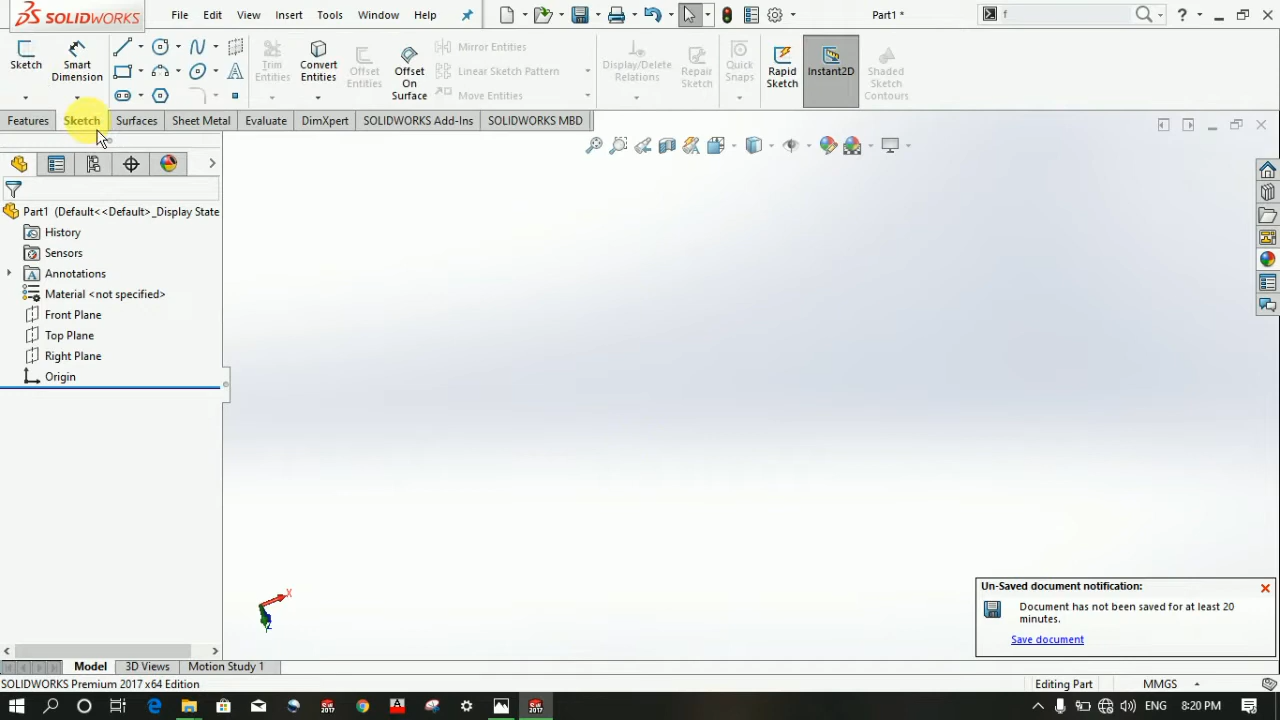 SOLIDWORKS File Edit View Insert Tools Window Help Part1 * f ?
Sketch
Smart Dimension
Trim Entities
Convert Entities
Offset Entities
Offset On Surface
Mirror Entities
Linear Sketch Pattern
Move Entities
Display/Delete Relations
Repair Sketch
Quick Snaps
Rapid Sketch
Instant2D
Shaded Sketch Contours
Features Sketch Surfaces Sheet Metal Evaluate DimXpert SOLIDWORKS Add-Ins SOLIDWORKS MBD
Part1 (Default<<Default>_Display State
History
Sensors
Annotations
Material <not specified>
Front Plane
Top Plane
Right Plane
Origin
X
Z
Un-Saved document notification:
Document has not been saved for at least 20
minutes.
Save document
Model 3D Views Motion Study 1
SOLIDWORKS Premium 2017 x64 Edition Editing Part MMGS
8:20 PM